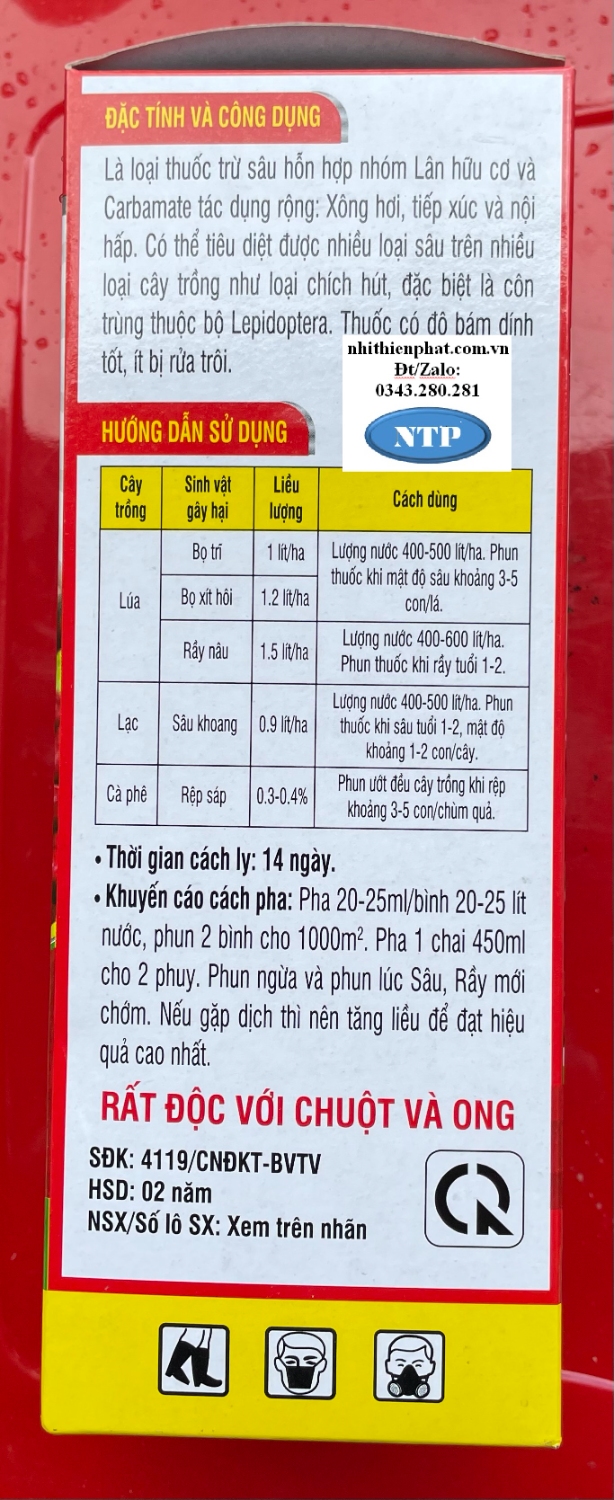 ĐẶC TÍNH VÀ CÔNG DỤNG
Là loại thuốc trừ sâu hỗn hợp nhóm Lân hữu cơ và
Carbamate tác dụng rộng: Xông hơi, tiếp xúc và nội
hấp. Có thể tiêu diệt được nhiều loại sâu trên nhiều
loại cây trồng như loại chích hút, đặc biệt là côn
trùng thuộc bộ Lepidoptera. Thuốc có đô bám dính
tốt, ít bị rửa trôi.
nhithienphat.com.vn
Đt/Zalo:
0343.280.281
NTP
HƯỚNG DẪN SỬ DỤNG
Cây trồng | Sinh vật gây hại | Liều lượng | Cách dùng
Lúa
Bọ trĩ | 1 lít/ha
Bọ xít hôi | 1.2 lít/ha
Lượng nước 400-500 lít/ha. Phun
thuốc khi mật độ sâu khoảng 3-5
con/lá.
Rầy nâu | 1.5 lít/ha
Lượng nước 400-600 lít/ha.
Phun thuốc khi rầy tuổi 1-2.
Lạc | Sâu khoang | 0.9 lít/ha
Lượng nước 400-500 lít/ha. Phun
thuốc khi sâu tuổi 1-2, mật độ
khoảng 1-2 con/cây.
Cà phê | Rệp sáp | 0.3-0.4%
Phun ướt đều cây trồng khi rệp
khoảng 3-5 con/chùm quả.
• Thời gian cách ly: 14 ngày.
• Khuyến cáo cách pha: Pha 20-25ml/bình 20-25 lít
nước, phun 2 bình cho 1000m². Pha 1 chai 450ml
cho 2 phuy. Phun ngừa và phun lúc Sâu, Rầy mới
chớm. Nếu gặp dịch thì nên tăng liều để đạt hiệu
quả cao nhất.
RẤT ĐỘC VỚI CHUỘT VÀ ONG
SĐK: 4119/CNĐKT-BVTV
HSD: 02 năm
NSX/Số lô SX: Xem trên nhãn